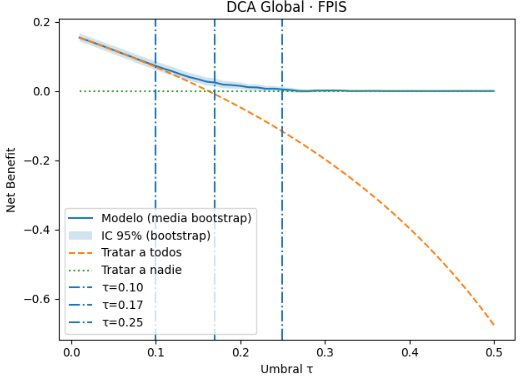 DCA Global · FPIS
0.2
0.0
−0.2
−0.4
−0.6
Net Benefit
Modelo (media bootstrap)
IC 95% (bootstrap)
Tratar a todos
Tratar a nadie
τ=0.10
τ=0.17
τ=0.25
0.0
0.1
0.2
0.3
0.4
0.5
Umbral τ